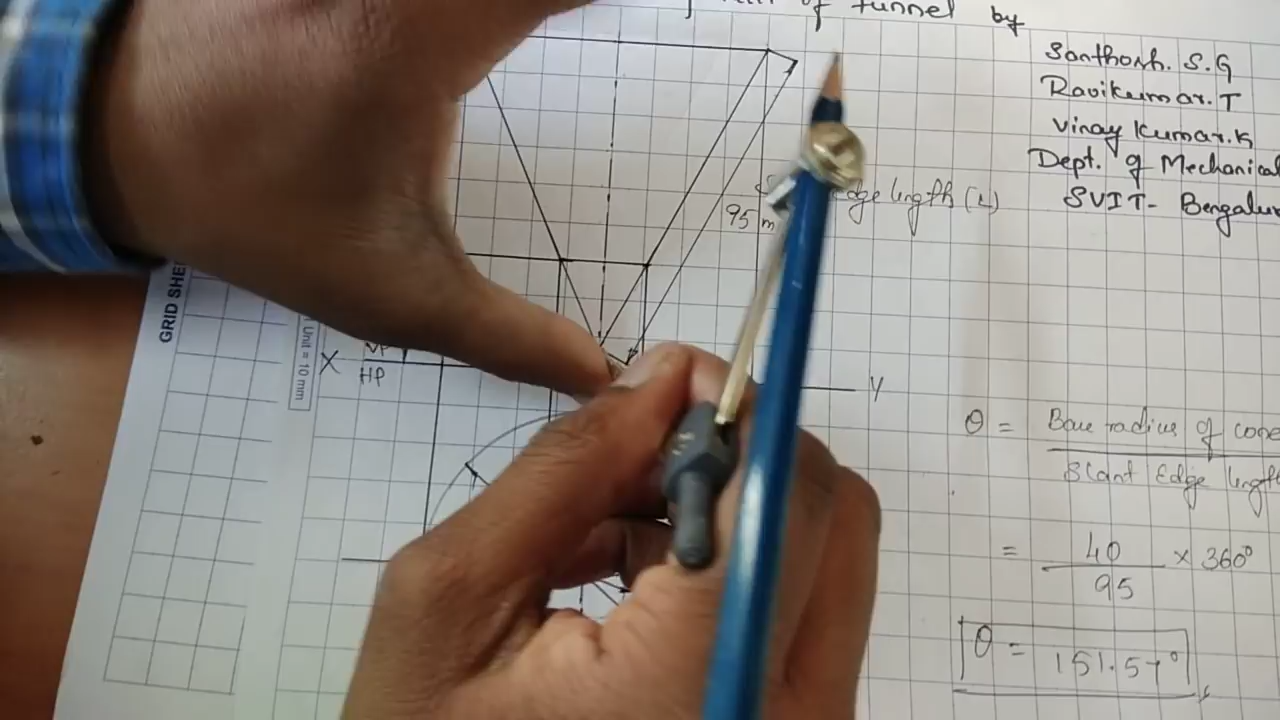 of tunnel by
Santhosh. S. G
Ravikumar. T
Vinay Kumar. K
Dept. of Mechanical
SVIT- Bengalur
Edge length (L)
95 m
GRID SHE
Unit = 10 mm
X
VP
HP
Y
θ = Base radius of cone
Slant Edge length
= 40
95
× 360°
θ = 151.57°